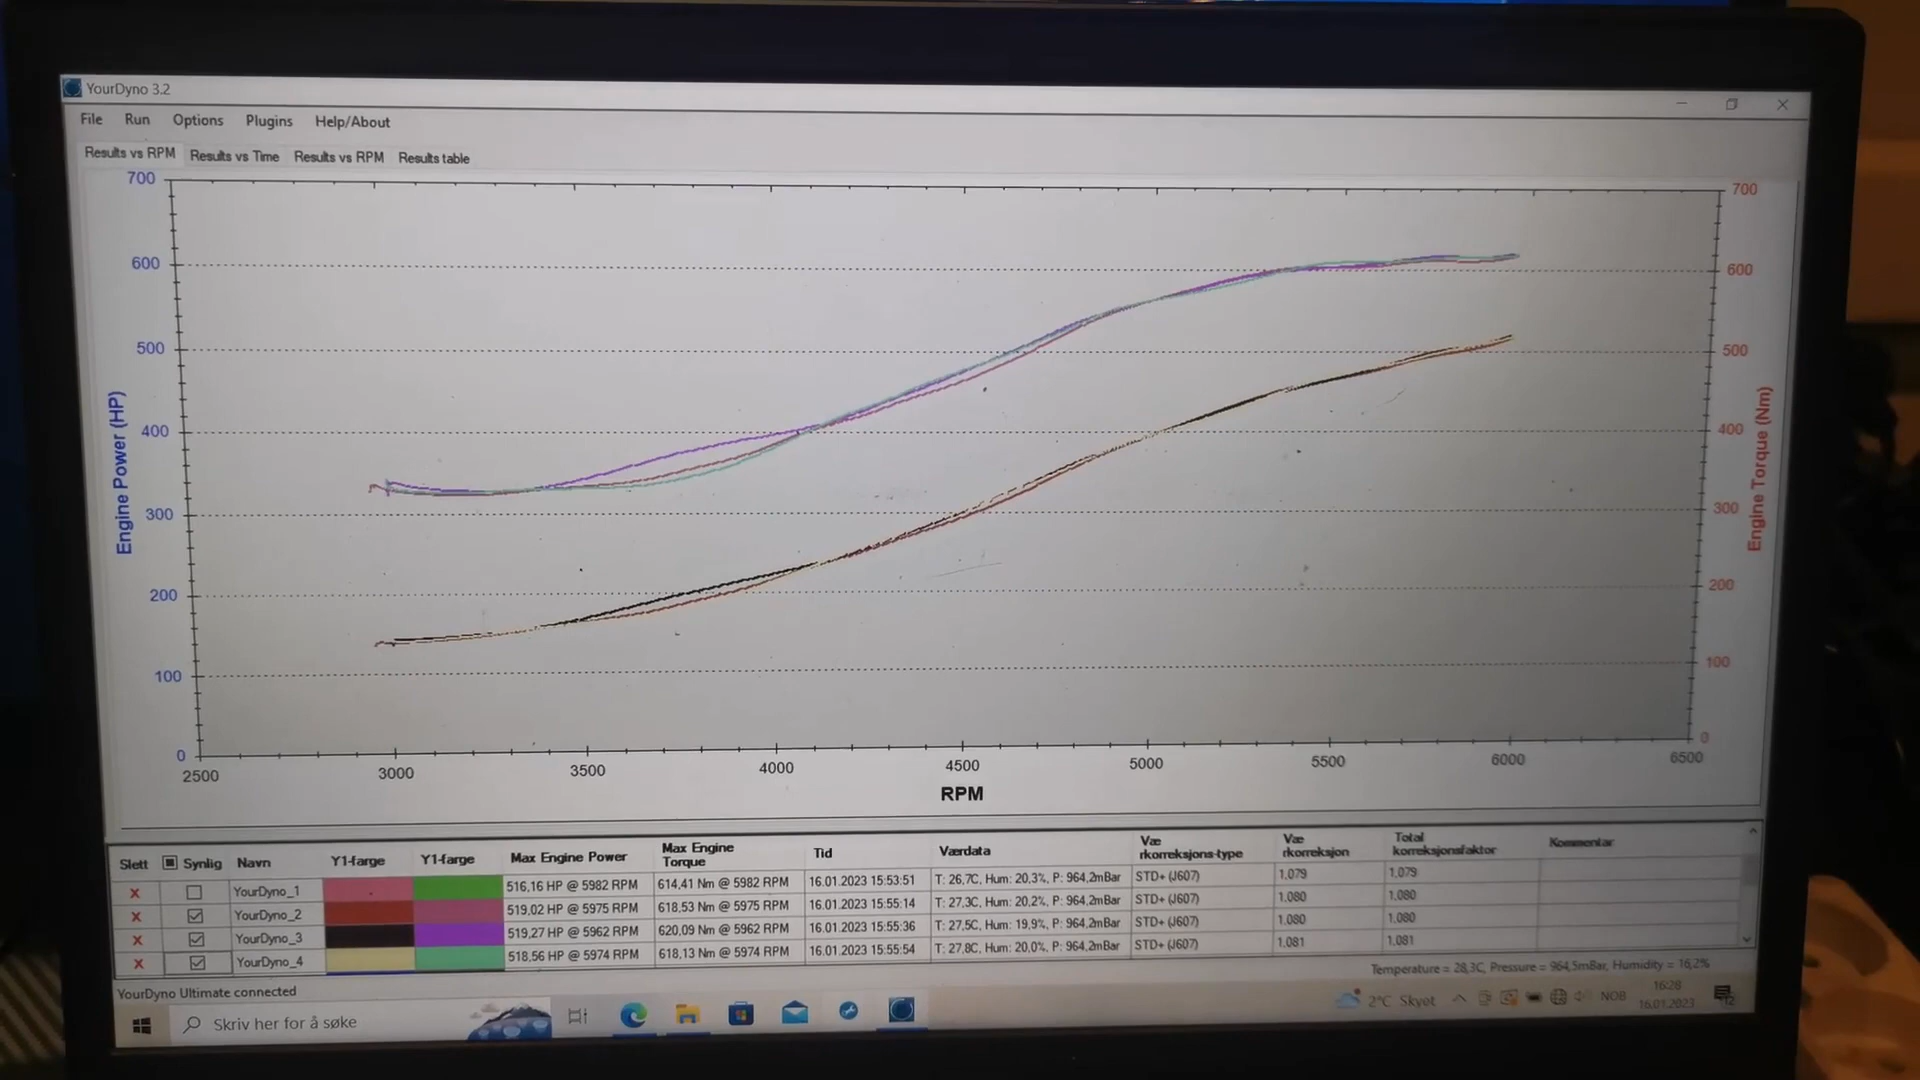 YourDyno 3.2
File Run Options Plugins Help/About
Results vs RPM Results vs Time Results vs RPM Results table
700 700
600 600
500 500
400 400
300 300
200 200
100 100
0 0
Engine Power (HP)
Engine Torque (Nm)
2500 3000 3500 4000 4500 5000 5500 6000 6500
RPM
Slett Synlig Navn Y1-farge Y1-farge Max Engine Power Max Engine Torque Tid Værdata Væ rkorreksjons-type Væ rkorreksjon Total korreksjonsfaktor Kommentar
X YourDyno_1 516,16 HP @ 5982 RPM 614,41 Nm @ 5982 RPM 16.01.2023 15:53:51 T: 26,7C, Hum: 20,3%, P: 964,2mBar STD+ (J607) 1.079 1.079
X YourDyno_2 519,02 HP @ 5975 RPM 618,53 Nm @ 5975 RPM 16.01.2023 15:55:14 T: 27,3C, Hum: 20,2%, P: 964,2mBar STD+ (J607) 1.080 1.080
X YourDyno_3 519,27 HP @ 5962 RPM 620,09 Nm @ 5962 RPM 16.01.2023 15:55:36 T: 27,5C, Hum: 19,9%, P: 964,2mBar STD+ (J607) 1.080 1.080
X YourDyno_4 518,56 HP @ 5974 RPM 618,13 Nm @ 5974 RPM 16.01.2023 15:55:54 T: 27,8C, Hum: 20,0%, P: 964,2mBar STD+ (J607) 1.081 1.081
Temperature = 28,3C, Pressure = 964,5mBar, Humidity = 16,2%
YourDyno Ultimate connected
Skriv her for å søke
2°C Skyet NOB 16:28
16.01.2023